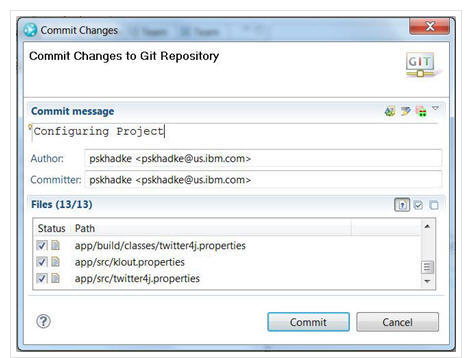 Commit Changes
Commit Changes to Git Repository
GIT
Commit message
Configuring Project
Author: pskhadke <pskhadke@us.ibm.com>
Committer: pskhadke <pskhadke@us.ibm.com>
Files (13/13)
Status Path
app/build/classes/twitter4j.properties
app/src/klout.properties
app/src/twitter4j.properties
? Commit Cancel